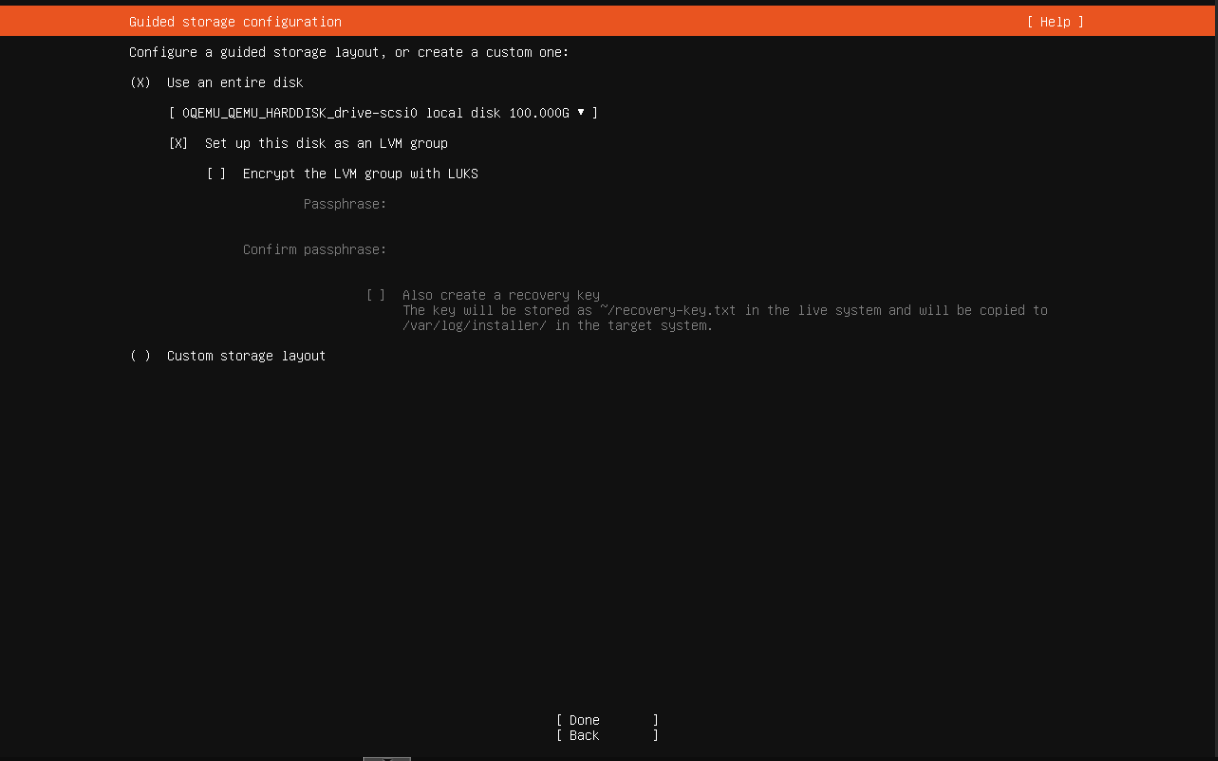 Guided storage configuration [ Help ]
Configure a guided storage layout, or create a custom one:
(X) Use an entire disk
[ 0QEMU_QEMU_HARDDISK_drive-scsi0 local disk 100.000G ▾ ]
[X] Set up this disk as an LVM group
[ ] Encrypt the LVM group with LUKS
Passphrase:
Confirm passphrase:
[ ] Also create a recovery key
The key will be stored as ~/recovery-key.txt in the live system and will be copied to
/var/log/installer/ in the target system.
( ) Custom storage layout
[ Done ]
[ Back ]